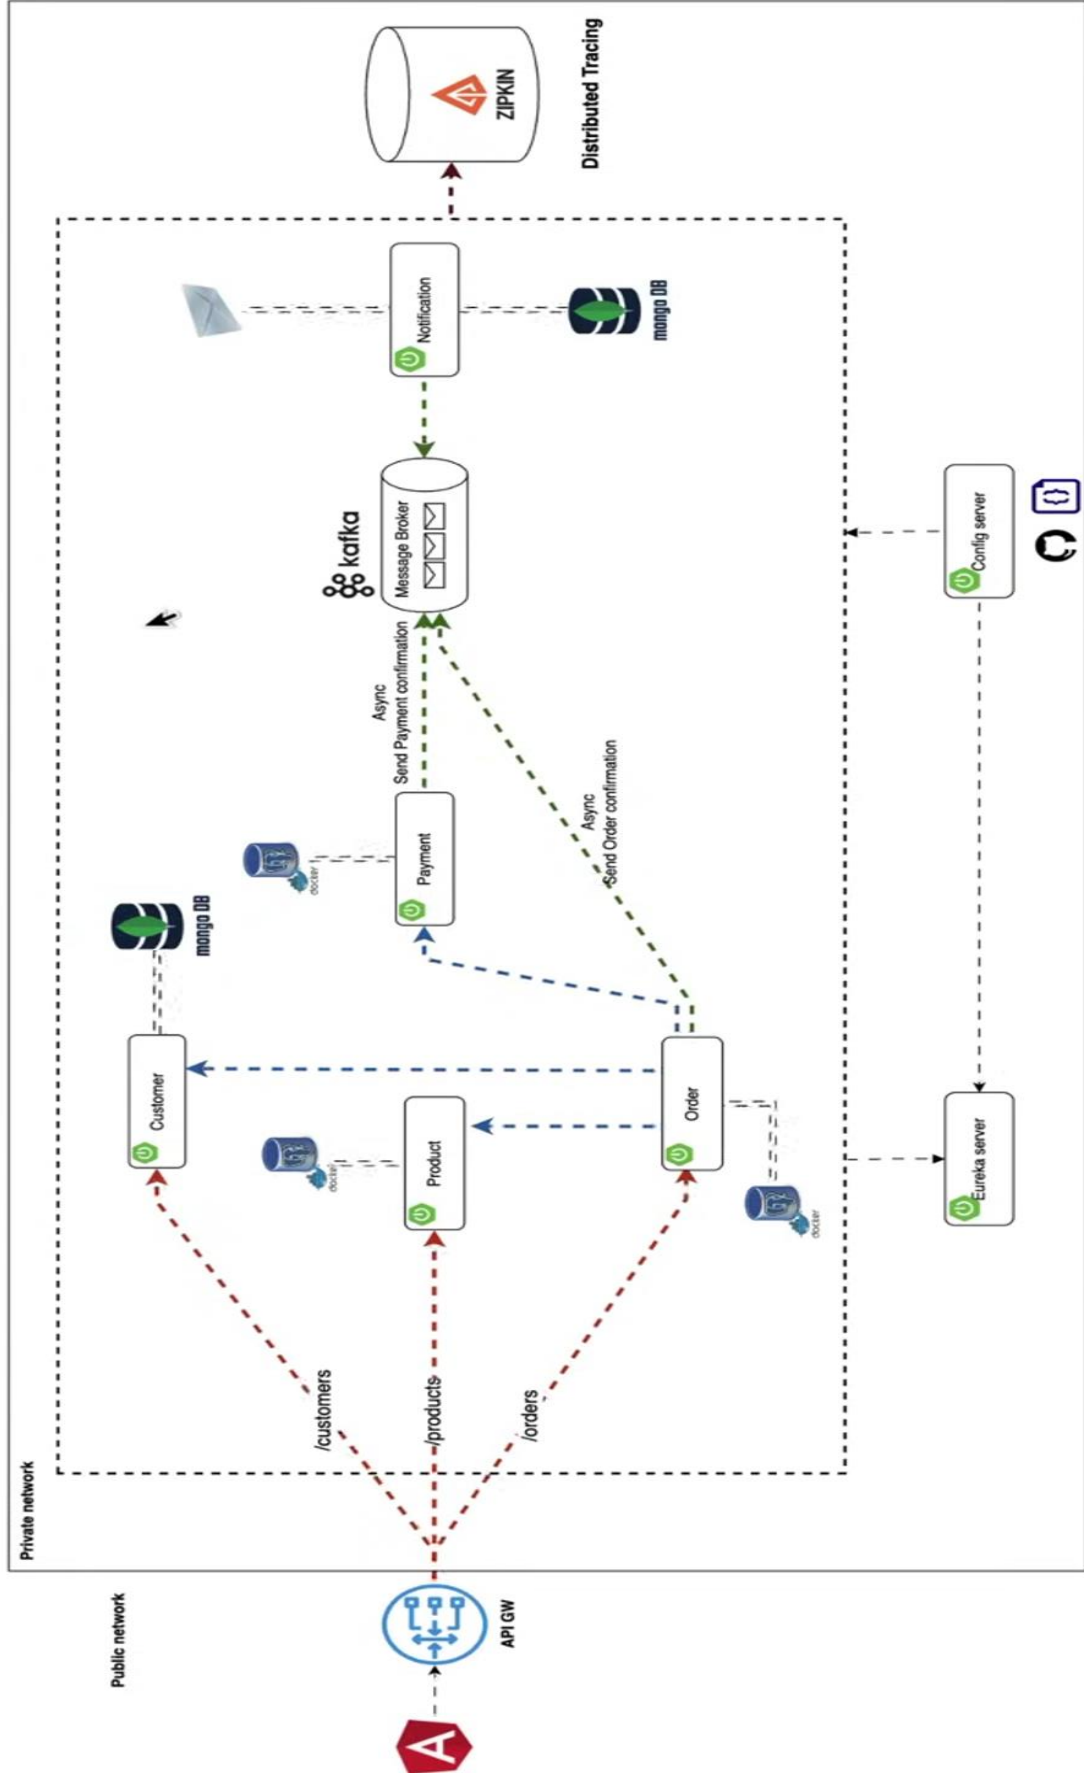 Private network
Public network
API GW
/customers
/products
/orders
Customer
mongo DB
Product
docker
Order
docker
Payment
docker
Async
Send Payment confirmation
Async
Send Order confirmation
kafka
Message Broker
Notification
mongo DB
ZIPKIN
Distributed Tracing
Eureka server
Config server